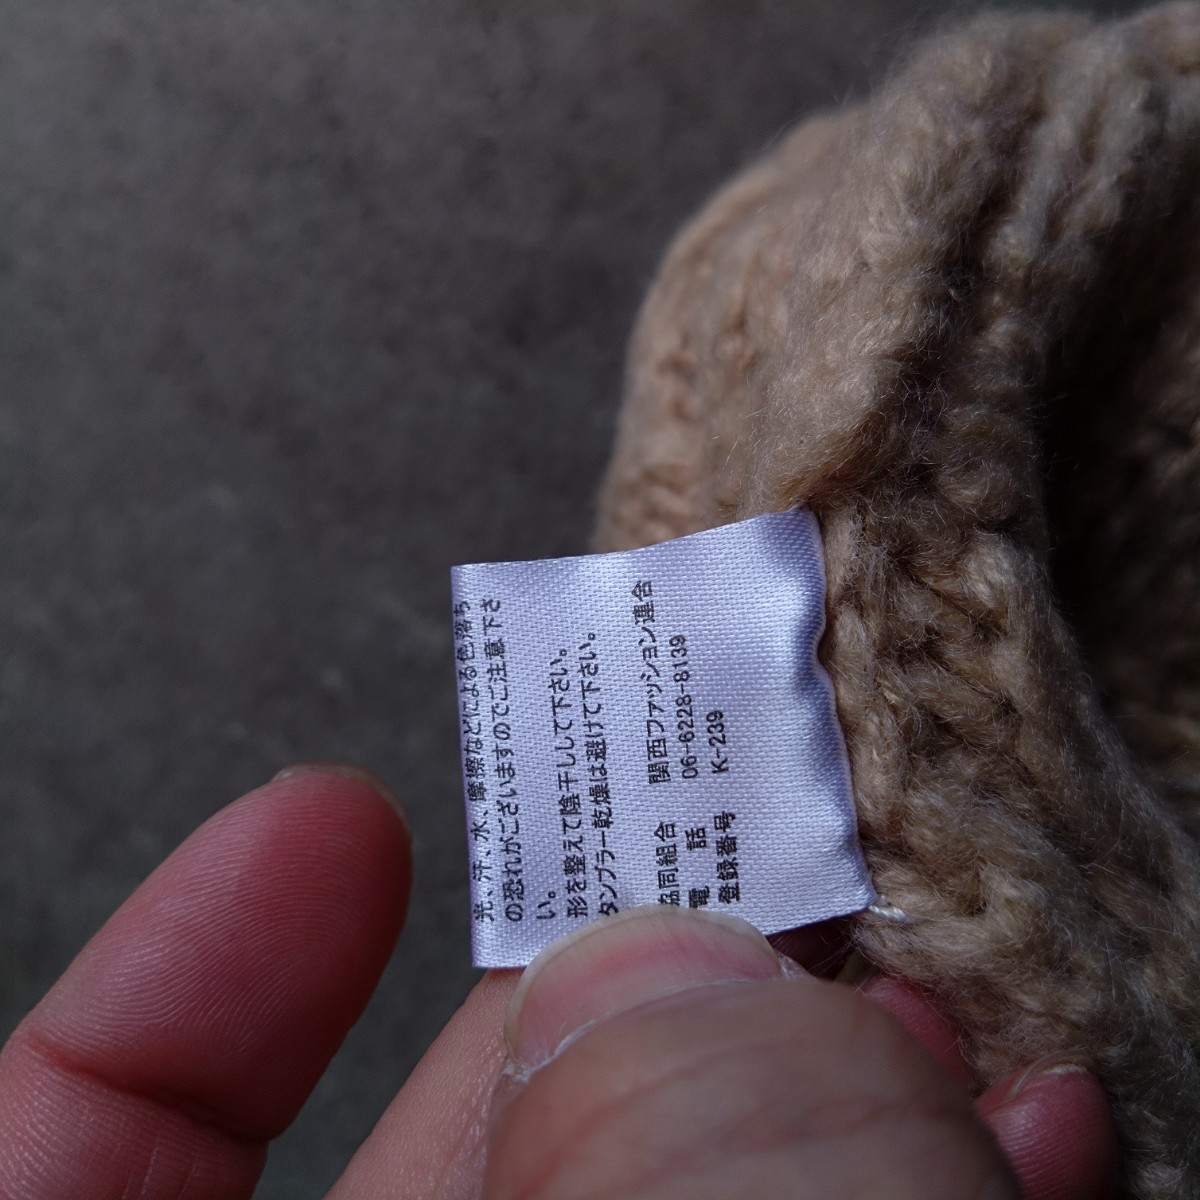 光、汗、水、摩擦などによる色落ち
の恐れがございますのでご注意下さ
い。
形を整えて陰干しして下さい。
タンブラー乾燥は避けて下さい。
協同組合 関西ファッション連合
電 話 06-6228-8139
登録番号 K-239